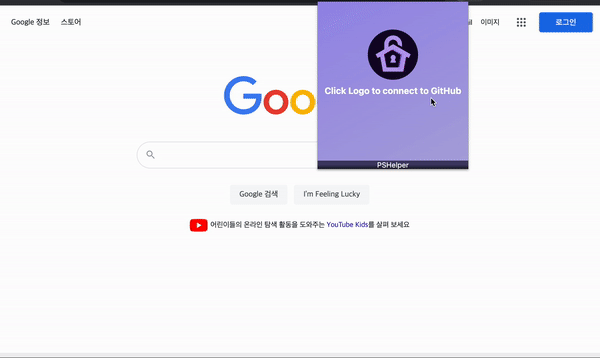 Google 정보
스토어
이미지
로그인
Click Logo to connect to GitHub
PSHelper
Goo
Google 검색
I'm Feeling Lucky
어린이들의 온라인 탐색 활동을 도와주는 YouTube Kids를 살펴 보세요